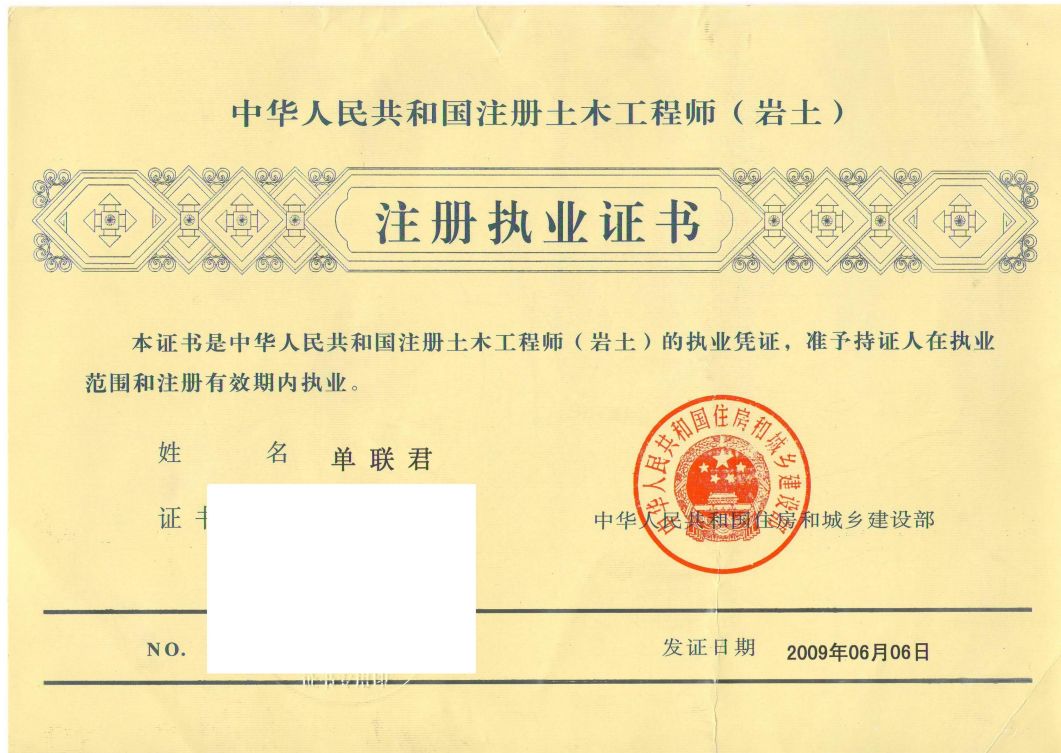 中华人民共和国注册土木工程师（岩土）
注册执业证书
本证书是中华人民共和国注册土木工程师（岩土）的执业凭证，准予持证人在执业
范围和注册有效期内执业。
姓 名 单联君
证
中华人民共和国住房和城乡建设部
中华人民共和国住房和城乡建设部
NO.
发证日期 2009年06月06日